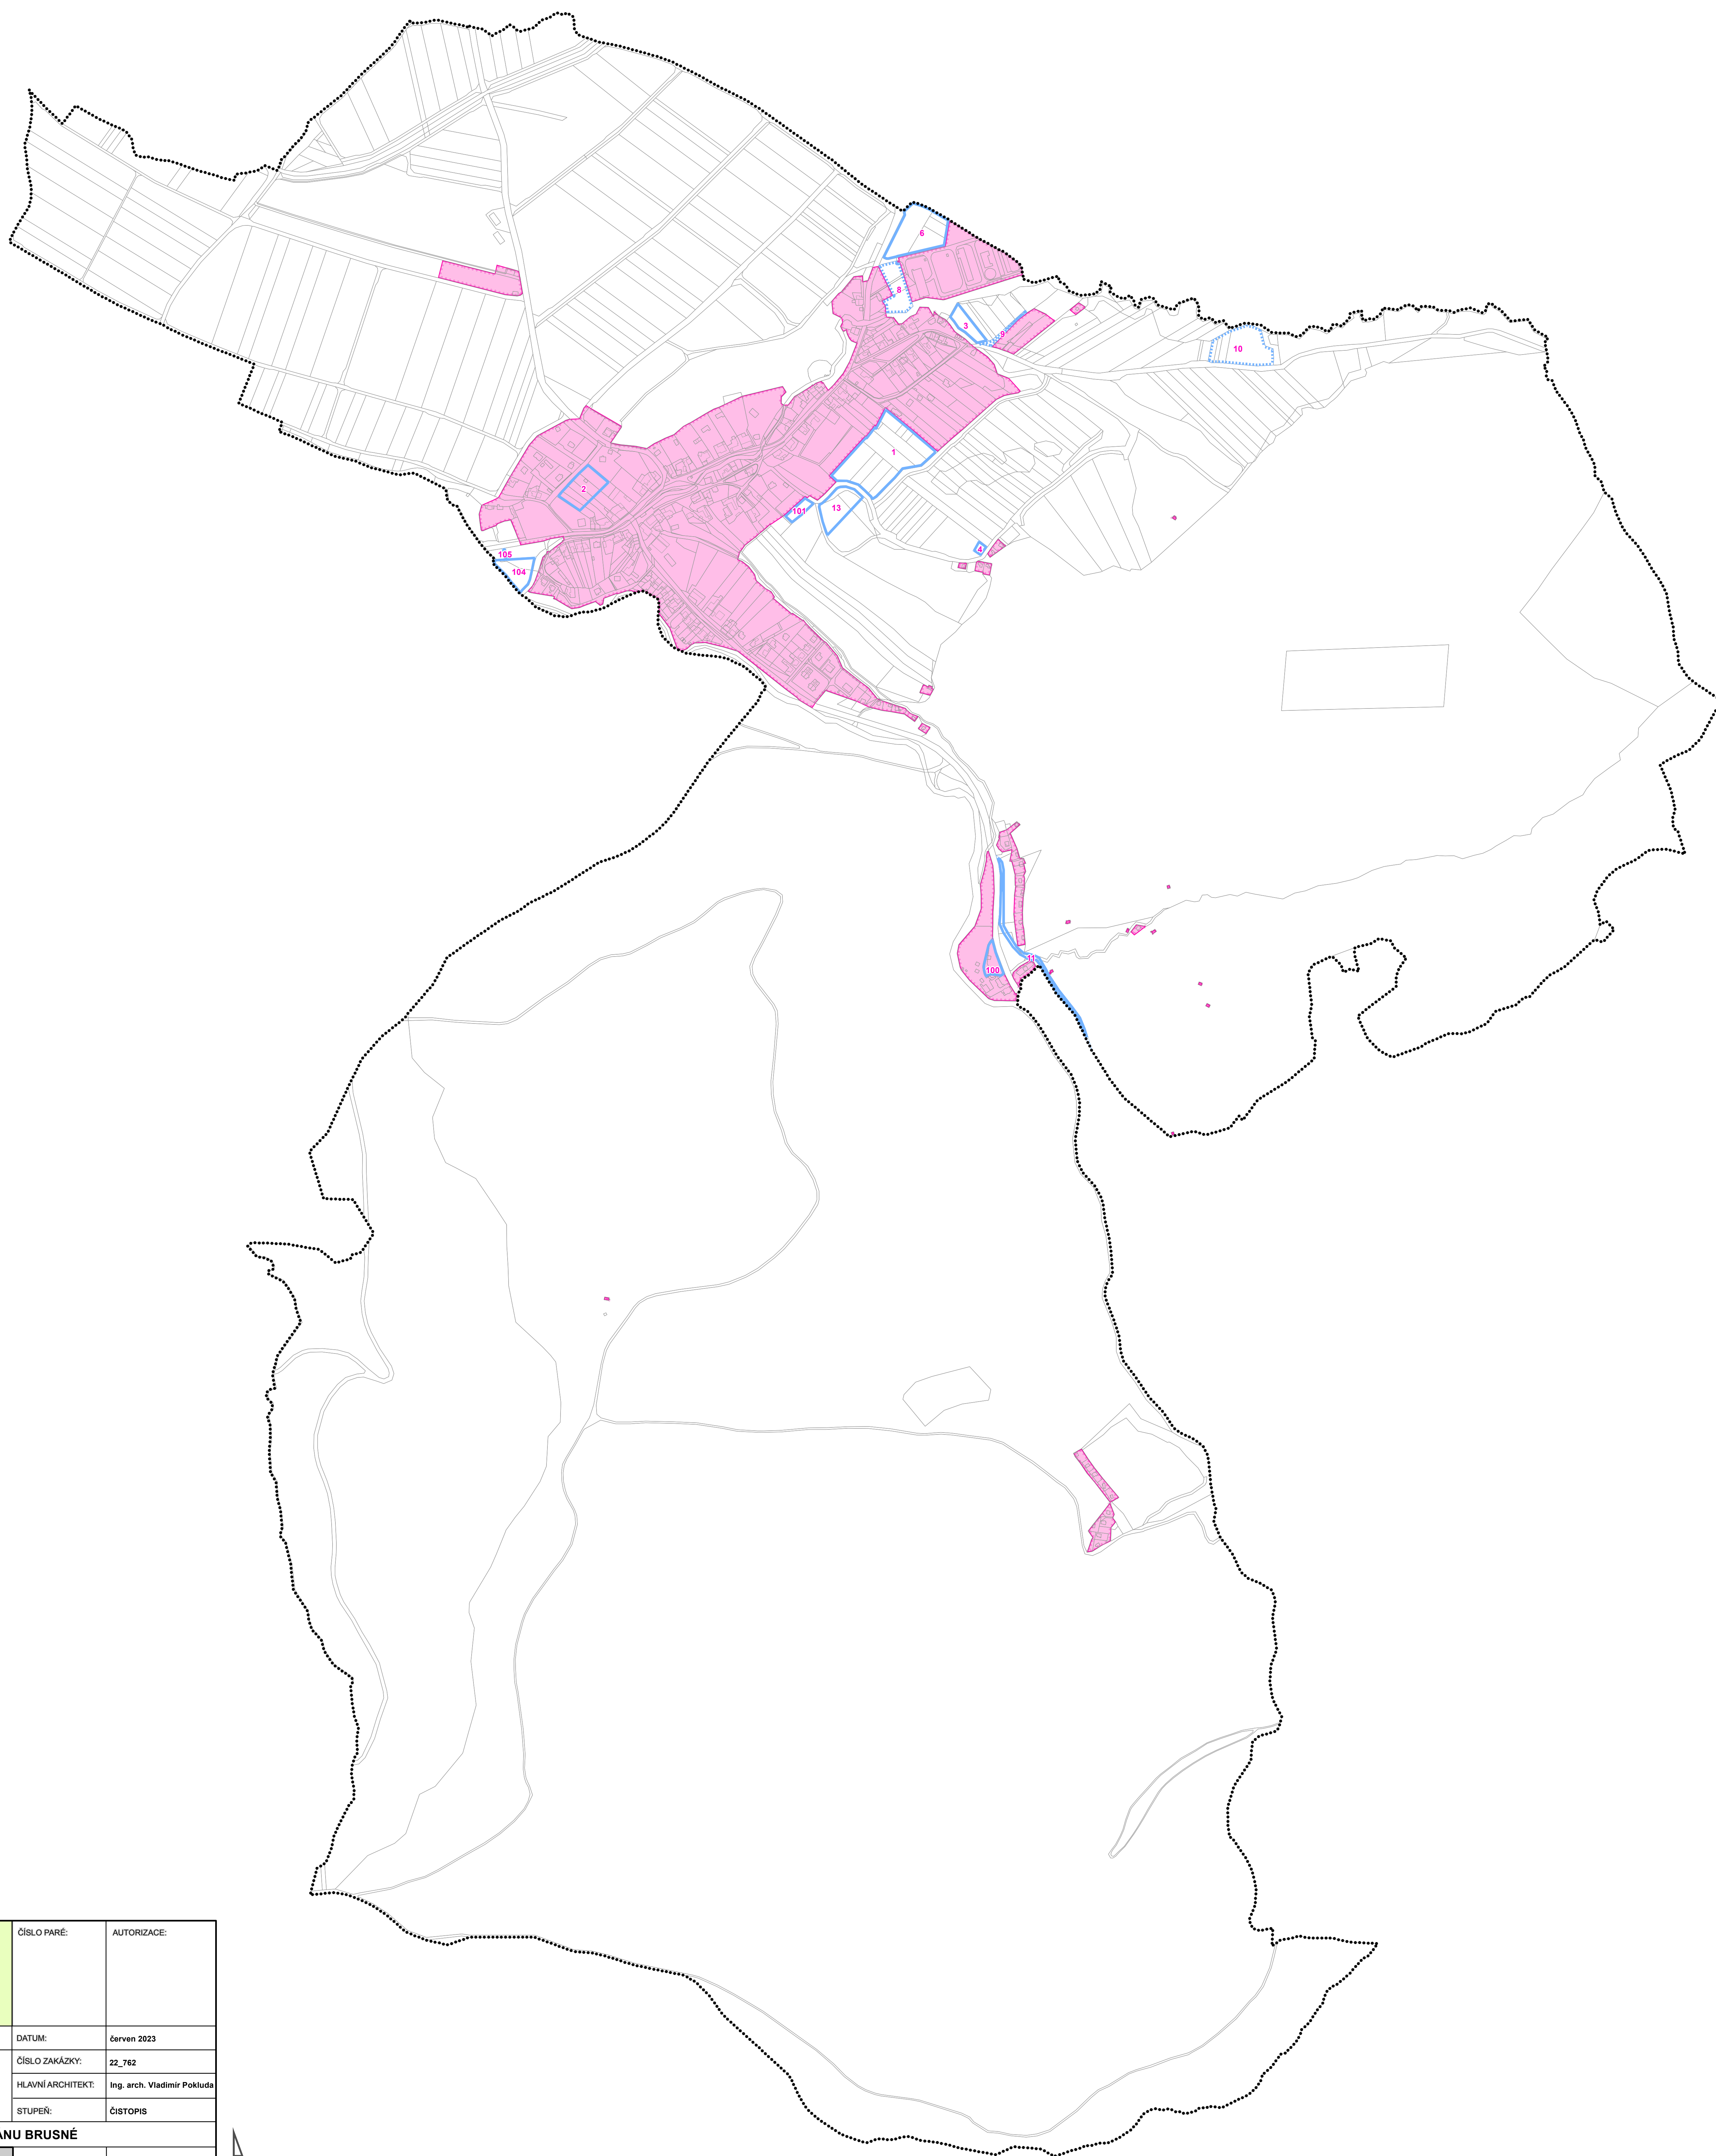 6
8
3
9
10
1
2
101
13
4
105
104
11
100
ČÍSLO PARÉ:
AUTORIZACE:
DATUM:
červen 2023
ČÍSLO ZAKÁZKY:
22_762
HLAVNÍ ARCHITEKT:
Ing. arch. Vladimír Pokluda
STUPEŇ:
ČISTOPIS
ANU BRUSNÉ